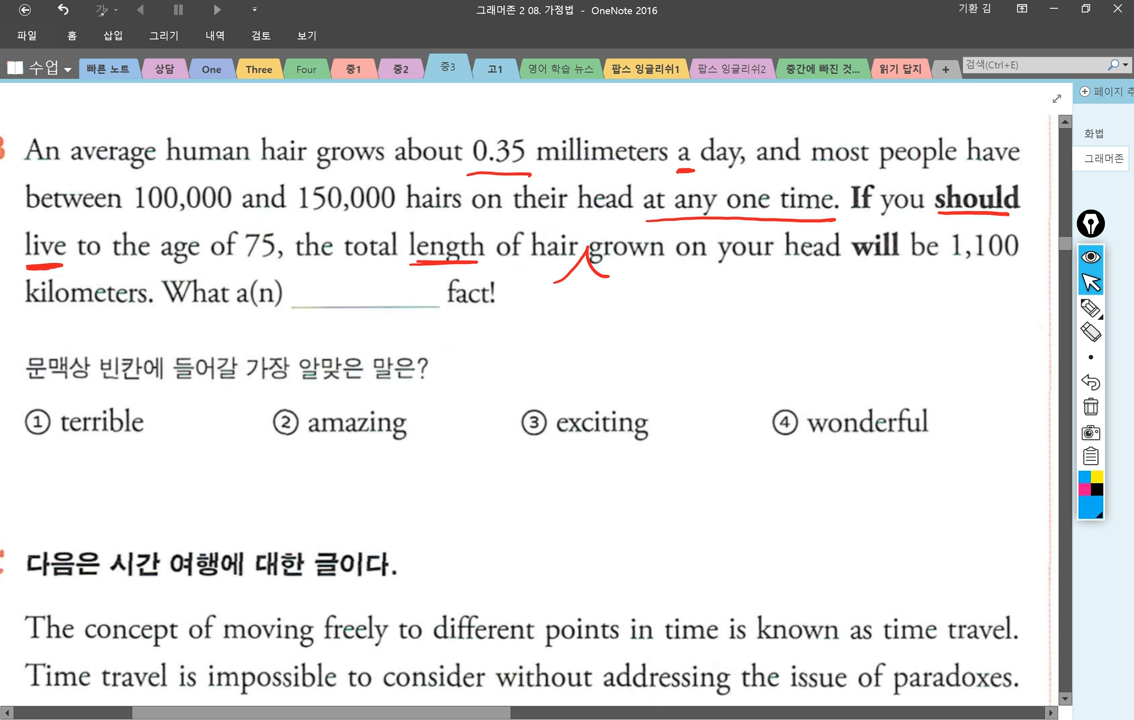 그래머존 2 08. 가정법 - OneNote 2016
기환 김
파일 홈 삽입 그리기 내역 검토 보기
수업 빠른 노트 상담 One Three Four 중1 중2 중3 고1 영어 학습 뉴스 팝스 잉글리쉬1 팝스 잉글리쉬2 중간에 빠진 것... 읽기 답지 + 검색(Ctrl+E)
페이지 추
화법
그래머존
An average human hair grows about 0.35 millimeters a day, and most people have
between 100,000 and 150,000 hairs on their head at any one time. If you should
live to the age of 75, the total length of hair grown on your head will be 1,100
kilometers. What a(n) ____________ fact!
문맥상 빈칸에 들어갈 가장 알맞은 말은?
① terrible ② amazing ③ exciting ④ wonderful
다음은 시간 여행에 대한 글이다.
The concept of moving freely to different points in time is known as time travel.
Time travel is impossible to consider without addressing the issue of paradoxes.